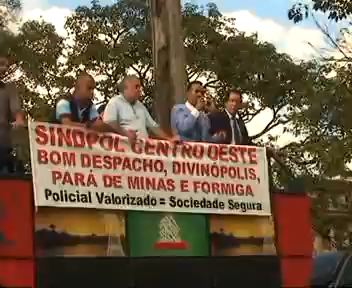 SINDPOL CENTRO OESTE
BOM DESPACHO, DIVINÓPOLIS,
PARÁ DE MINAS E FORMIGA
Policial Valorizado = Sociedade Segura